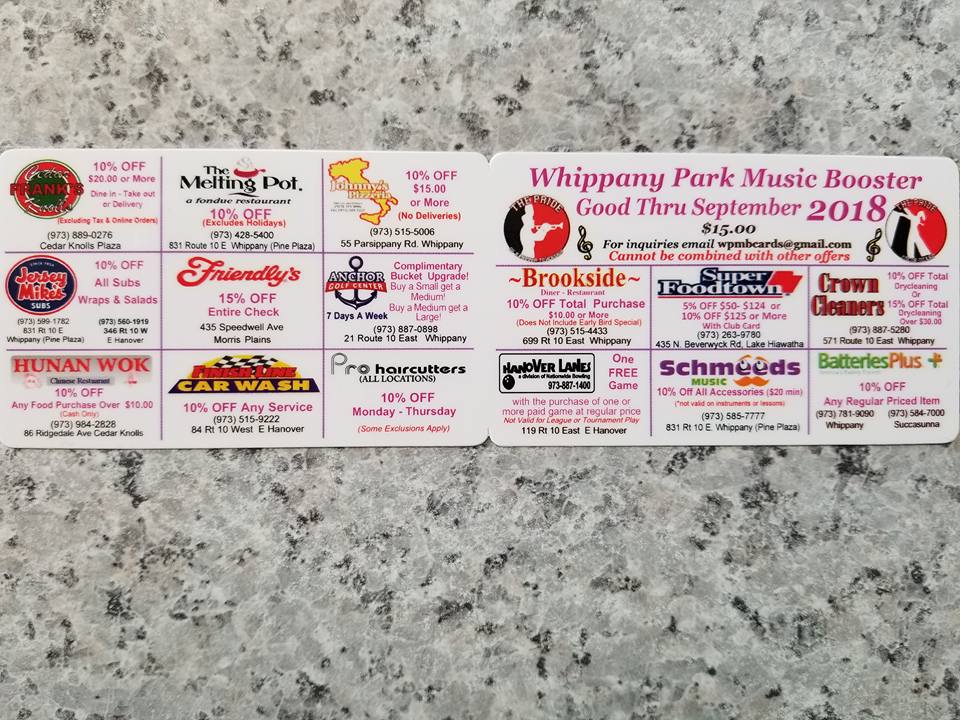 Cedar
FRANK'S
Knolls
10% OFF
$20.00 or More
Dine in - Take out
or Delivery
(Excluding Tax & Online Orders)
(973) 889-0276
Cedar Knolls Plaza
The
Melting Pot.
a fondue restaurant
10% OFF
(Excludes Holidays)
(973) 428-5400
831 Route 10 E Whippany (Pine Plaza)
Johnny's
Pizzeria
10% OFF
$15.00
or More
(No Deliveries)
(973) 515-5006
55 Parsippany Rd. Whippany
SINCE 1956
Jersey
Mike's
SUBS
10% OFF
All Subs
Wraps & Salads
(973) 599-1782
831 Rt 10 E
Whippany (Pine Plaza)
(973) 560-1919
346 Rt 10 W
E Hanover
Friendly's
15% OFF
Entire Check
435 Speedwell Ave
Morris Plains
ANCHOR
GOLF CENTER
7 Days A Week
Complimentary
Bucket Upgrade!
Buy a Small get a
Medium!
Buy a Medium get a
Large!
(973) 887-0898
21 Route 10 East Whippany
HUNAN WOK
Chinese Restaurant
10% OFF
Any Food Purchase Over $10.00
(Cash Only)
(973) 984-2828
86 Ridgedale Ave Cedar Knolls
FINISH LINE
CAR WASH
10% OFF Any Service
(973) 515-9222
84 Rt 10 West E Hanover
Pro haircutters
(ALL LOCATIONS)
10% OFF
Monday - Thursday
(Some Exclusions Apply)
Whippany Park Music Booster
Good Thru September 2018
$15.00
For inquiries email wpmbcards@gmail.com
Cannot be combined with other offers
THE PRIDE
THE PRIDE
~Brookside~
Diner - Restaurant
10% OFF Total Purchase
$10.00 or More
(Does Not Include Early Bird Special)
(973) 515-4433
699 Rt 10 East Whippany
Super
Foodtown
5% OFF $50- $124 or
10% OFF $125 or More
With Club Card
(973) 263-9780
435 N. Beverwyck Rd, Lake Hiawatha
Crown
Cleaners
10% OFF Total
Drycleaning
Or
15% OFF Total
Drycleaning
Over $30.00
(973) 887-5280
571 Route 10 East Whippany
HANOVER LANES
a division of Nationwide Bowling
973-887-1400
One
FREE
Game
with the purchase of one or
more paid game at regular price
Not Valid for League or Tournament Play
119 Rt 10 East E Hanover
Schmeeds
MUSIC
10% Off All Accessories ($20 min)
(*not valid on instruments or lessons)
(973) 585-7777
831 Rt 10 E. Whippany (Pine Plaza)
BatteriesPlus +
10% OFF
Any Regular Priced Item
(973) 781-9090
Whippany
(973) 584-7000
Succasunna